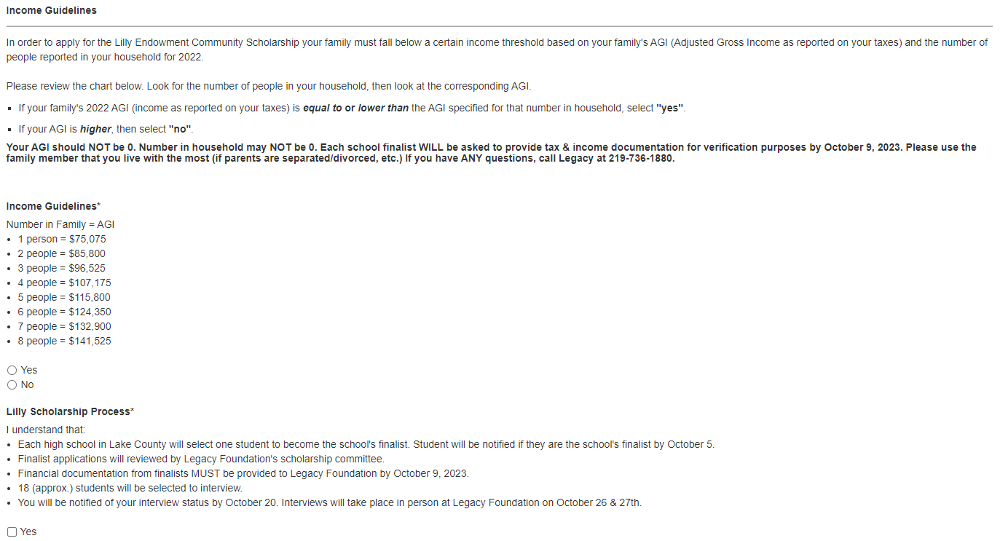 Income Guidelines
In order to apply for the Lilly Endowment Community Scholarship your family must fall below a certain income threshold based on your family's AGI (Adjusted Gross Income as reported on your taxes) and the number of
people reported in your household for 2022.
Please review the chart below. Look for the number of people in your household, then look at the corresponding AGI.
▪ If your family's 2022 AGI (income as reported on your taxes) is equal to or lower than the AGI specified for that number in household, select "yes".
▪ If your AGI is higher, then select "no".
Your AGI should NOT be 0. Number in household may NOT be 0. Each school finalist WILL be asked to provide tax & income documentation for verification purposes by October 9, 2023. Please use the
family member that you live with the most (if parents are separated/divorced, etc.) If you have ANY questions, call Legacy at 219-736-1880.
Income Guidelines*
Number in Family = AGI
• 1 person = $75,075
• 2 people = $85,800
• 3 people = $96,525
• 4 people = $107,175
• 5 people = $115,800
• 6 people = $124,350
• 7 people = $132,900
• 8 people = $141,525
Yes
No
Lilly Scholarship Process*
I understand that:
• Each high school in Lake County will select one student to become the school's finalist. Student will be notified if they are the school's finalist by October 5.
• Finalist applications will reviewed by Legacy Foundation's scholarship committee.
• Financial documentation from finalists MUST be provided to Legacy Foundation by October 9, 2023.
• 18 (approx.) students will be selected to interview.
• You will be notified of your interview status by October 20. Interviews will take place in person at Legacy Foundation on October 26 & 27th.
Yes